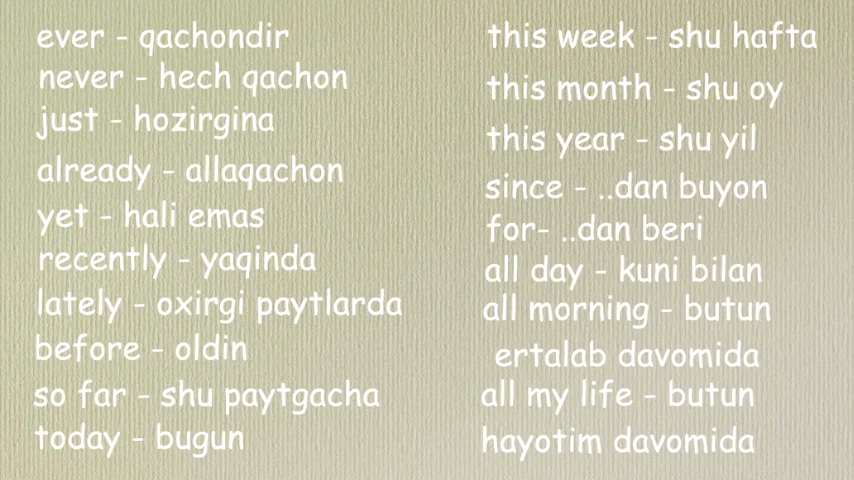 ever - qachondir
never - hech qachon
just - hozirgina
already - allaqachon
yet - hali emas
recently - yaqinda
lately - oxirgi paytlarda
before - oldin
so far - shu paytgacha
today - bugun
this week - shu hafta
this month - shu oy
this year - shu yil
since - ..dan buyon
for- ..dan beri
all day - kuni bilan
all morning - butun
ertalab davomida
all my life - butun
hayotim davomida